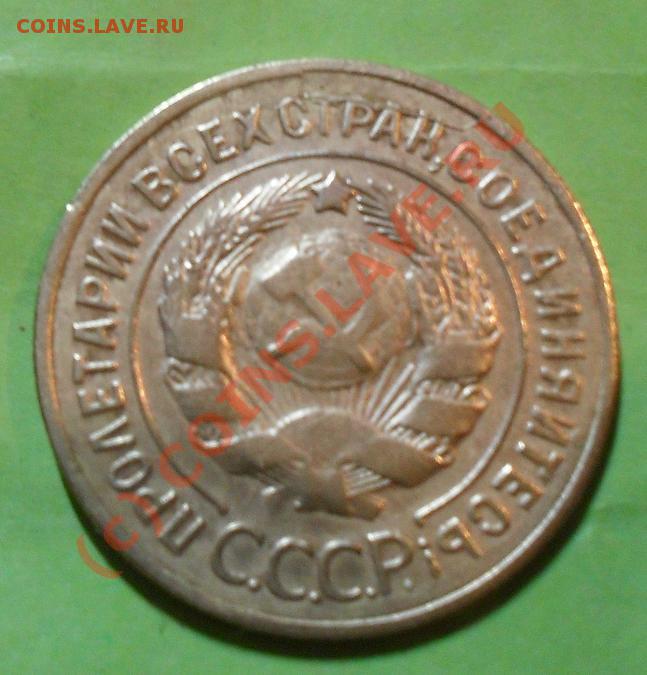 COINS.LAVE.RU
ПРОЛЕТАРИИ ВСЕХ СТРАН, СОЕДИНЯЙТЕСЬ!
С.С.С.Р.
(c) COINS.LAVE.RU